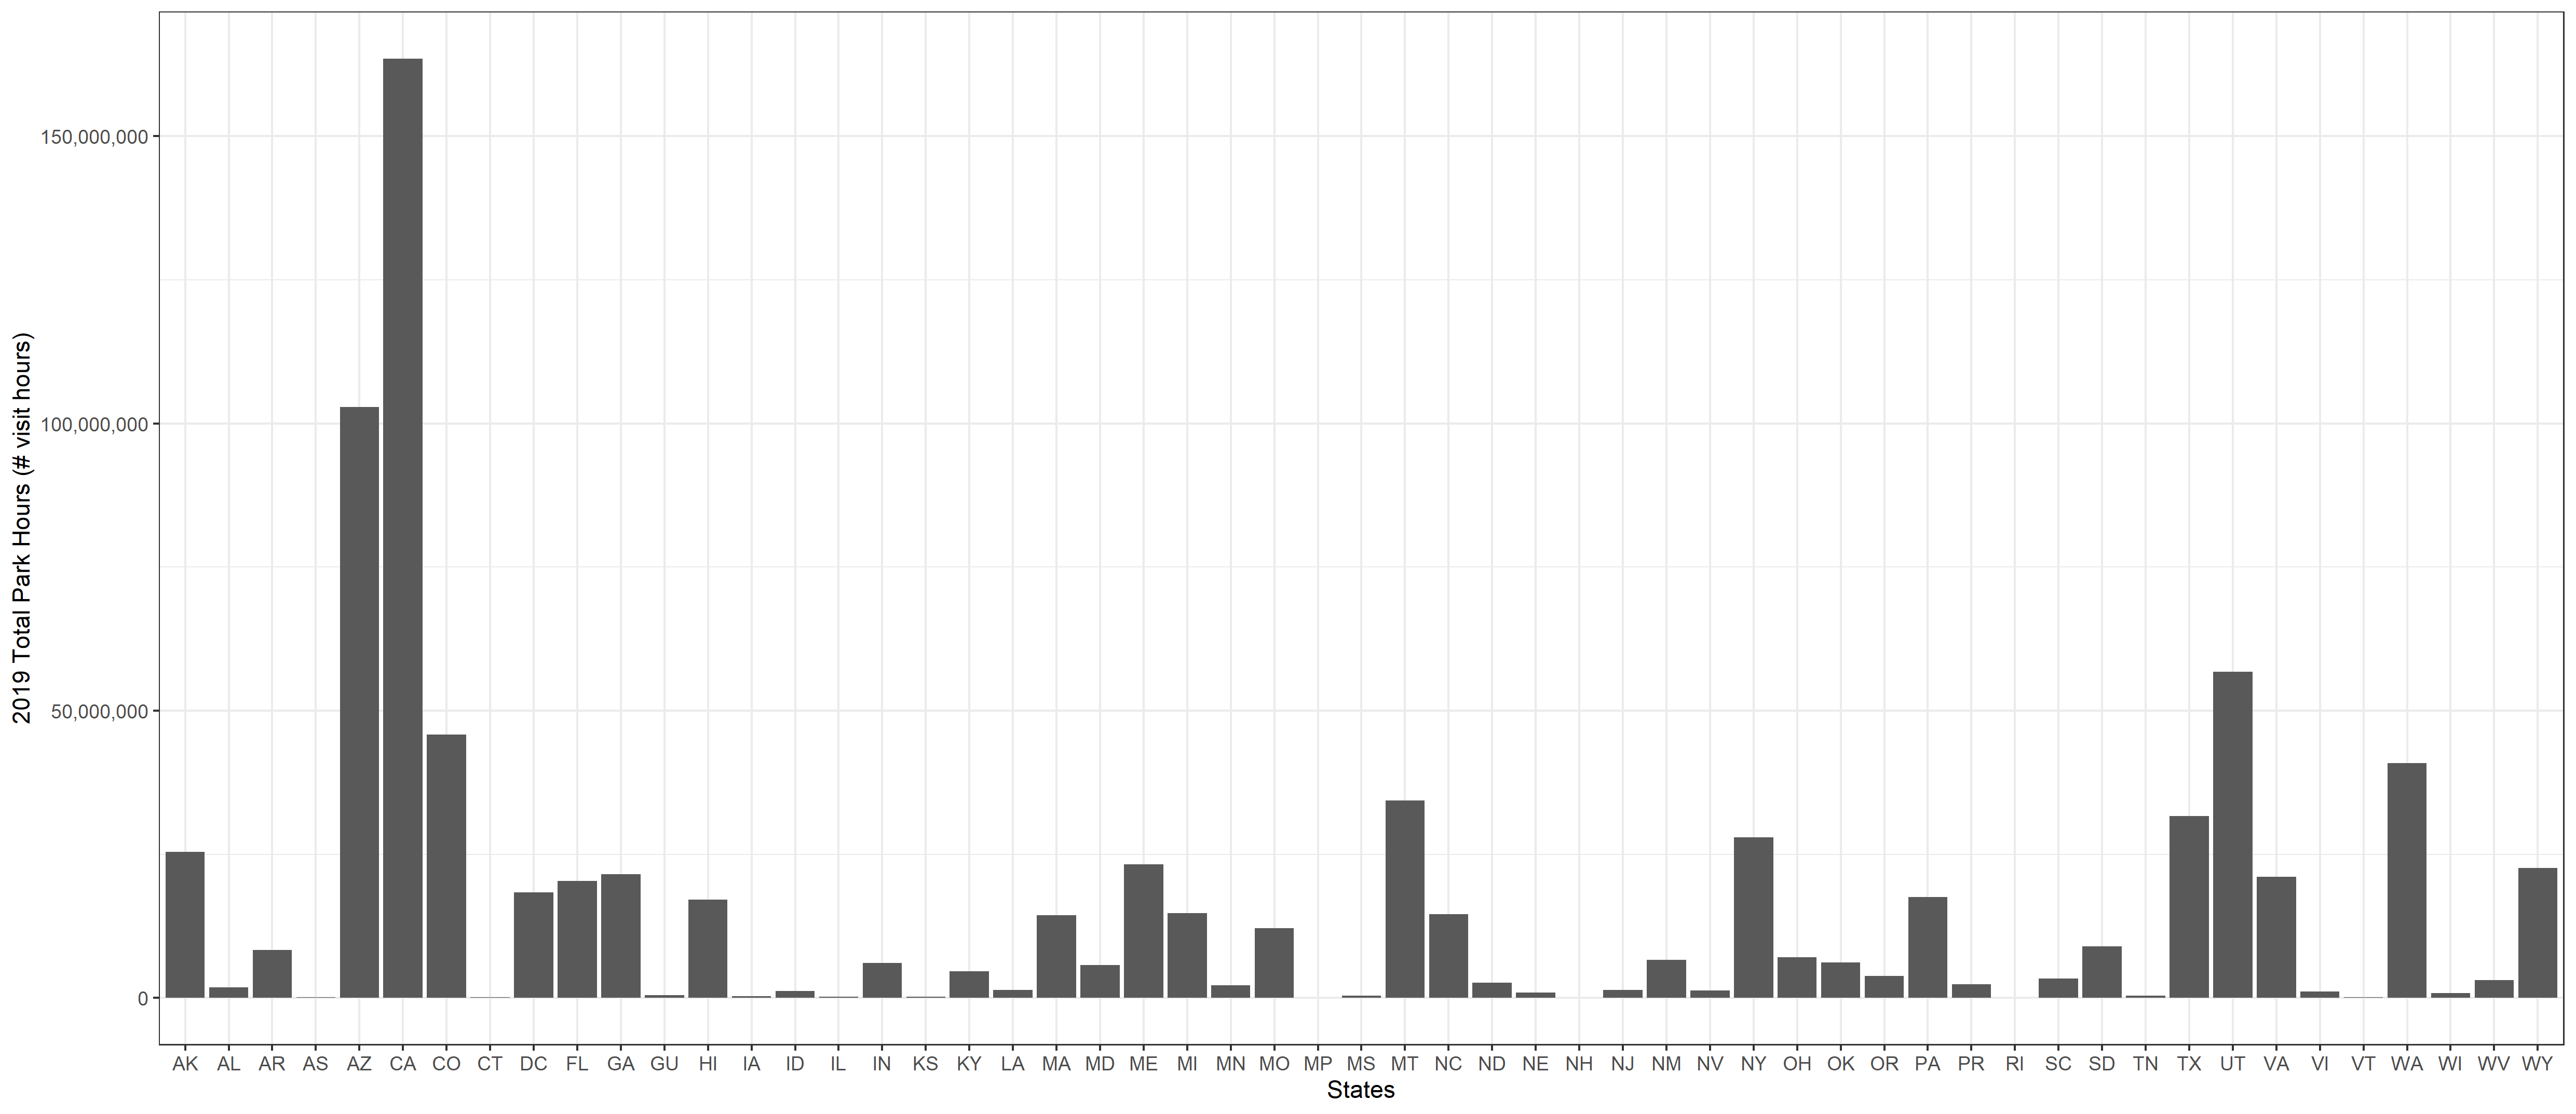 2019 Total Park Hours (# visit hours)
150,000,000
100,000,000
50,000,000
0
AK AL AR AS AZ CA CO CT DC FL GA GU HI IA ID IL IN KS KY LA MA MD ME MI MN MO MP MS MT NC ND NE NH NJ NM NV NY OH OK OR PA PR RI SC SD TN TX UT VA VI VT WA WI WV WY
States